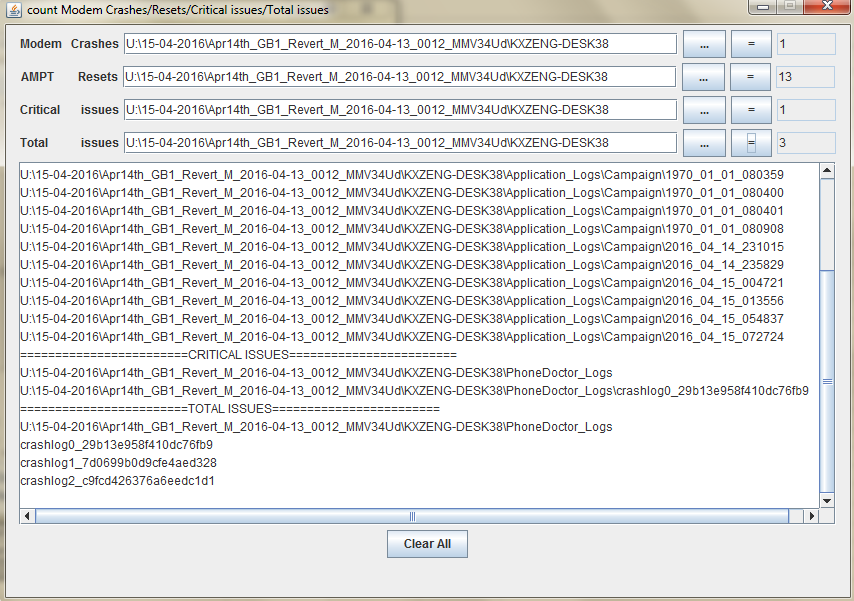 count Modem Crashes/Resets/Critical issues/Total issues
Modem Crashes U:\15-04-2016\Apr14th_GB1_Revert_M_2016-04-13_0012_MMV34Ud\KXZENG-DESK38 ... = 1
AMPT Resets U:\15-04-2016\Apr14th_GB1_Revert_M_2016-04-13_0012_MMV34Ud\KXZENG-DESK38 ... = 13
Critical issues U:\15-04-2016\Apr14th_GB1_Revert_M_2016-04-13_0012_MMV34Ud\KXZENG-DESK38 ... = 1
Total issues U:\15-04-2016\Apr14th_GB1_Revert_M_2016-04-13_0012_MMV34Ud\KXZENG-DESK38 ... = 3
U:\15-04-2016\Apr14th_GB1_Revert_M_2016-04-13_0012_MMV34Ud\KXZENG-DESK38\Application_Logs\Campaign\1970_01_01_080359
U:\15-04-2016\Apr14th_GB1_Revert_M_2016-04-13_0012_MMV34Ud\KXZENG-DESK38\Application_Logs\Campaign\1970_01_01_080400
U:\15-04-2016\Apr14th_GB1_Revert_M_2016-04-13_0012_MMV34Ud\KXZENG-DESK38\Application_Logs\Campaign\1970_01_01_080401
U:\15-04-2016\Apr14th_GB1_Revert_M_2016-04-13_0012_MMV34Ud\KXZENG-DESK38\Application_Logs\Campaign\1970_01_01_080908
U:\15-04-2016\Apr14th_GB1_Revert_M_2016-04-13_0012_MMV34Ud\KXZENG-DESK38\Application_Logs\Campaign\2016_04_14_231015
U:\15-04-2016\Apr14th_GB1_Revert_M_2016-04-13_0012_MMV34Ud\KXZENG-DESK38\Application_Logs\Campaign\2016_04_14_235829
U:\15-04-2016\Apr14th_GB1_Revert_M_2016-04-13_0012_MMV34Ud\KXZENG-DESK38\Application_Logs\Campaign\2016_04_15_004721
U:\15-04-2016\Apr14th_GB1_Revert_M_2016-04-13_0012_MMV34Ud\KXZENG-DESK38\Application_Logs\Campaign\2016_04_15_013556
U:\15-04-2016\Apr14th_GB1_Revert_M_2016-04-13_0012_MMV34Ud\KXZENG-DESK38\Application_Logs\Campaign\2016_04_15_054837
U:\15-04-2016\Apr14th_GB1_Revert_M_2016-04-13_0012_MMV34Ud\KXZENG-DESK38\Application_Logs\Campaign\2016_04_15_072724
========================CRITICAL ISSUES========================
U:\15-04-2016\Apr14th_GB1_Revert_M_2016-04-13_0012_MMV34Ud\KXZENG-DESK38\PhoneDoctor_Logs
U:\15-04-2016\Apr14th_GB1_Revert_M_2016-04-13_0012_MMV34Ud\KXZENG-DESK38\PhoneDoctor_Logs\crashlog0_29b13e958f410dc76fb9
========================TOTAL ISSUES========================
U:\15-04-2016\Apr14th_GB1_Revert_M_2016-04-13_0012_MMV34Ud\KXZENG-DESK38\PhoneDoctor_Logs
crashlog0_29b13e958f410dc76fb9
crashlog1_7d0699b0d9cfe4aed328
crashlog2_c9fcd426376a6eedc1d1
Clear All